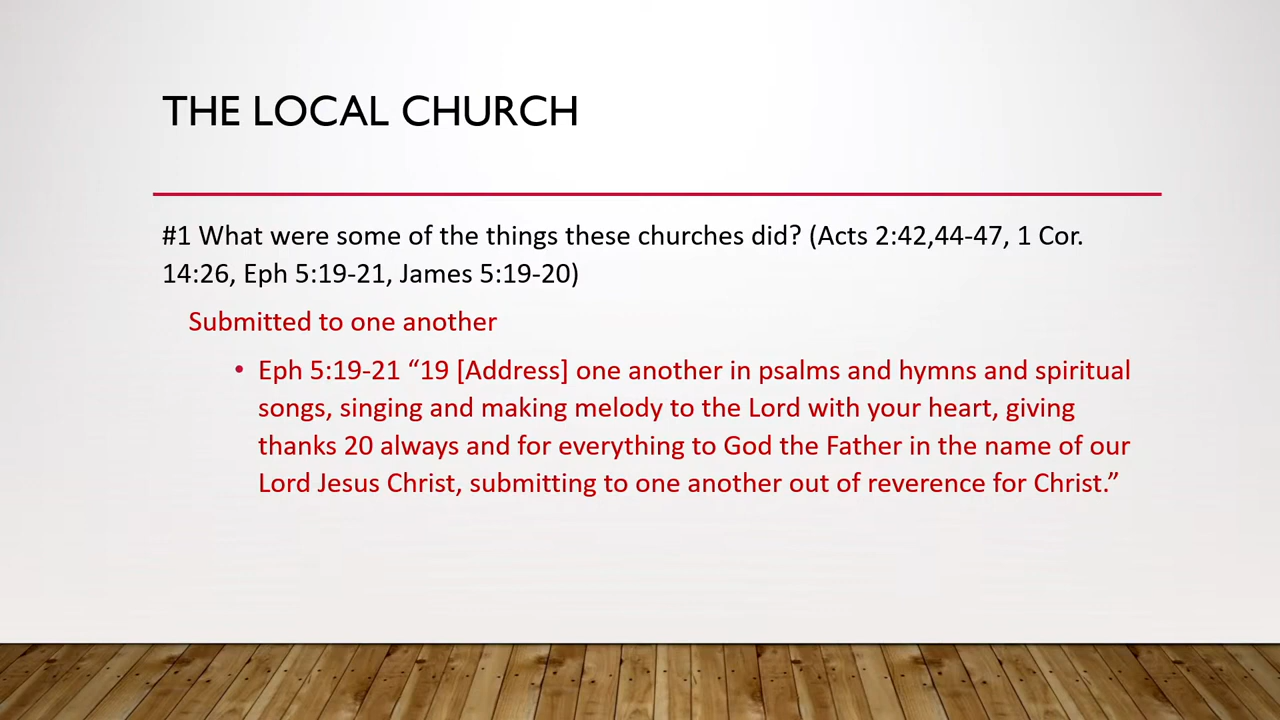 THE LOCAL CHURCH
#1 What were some of the things these churches did? (Acts 2:42,44-47, 1 Cor.
14:26, Eph 5:19-21, James 5:19-20)
Submitted to one another
• Eph 5:19-21 “19 [Address] one another in psalms and hymns and spiritual
songs, singing and making melody to the Lord with your heart, giving
thanks 20 always and for everything to God the Father in the name of our
Lord Jesus Christ, submitting to one another out of reverence for Christ.”